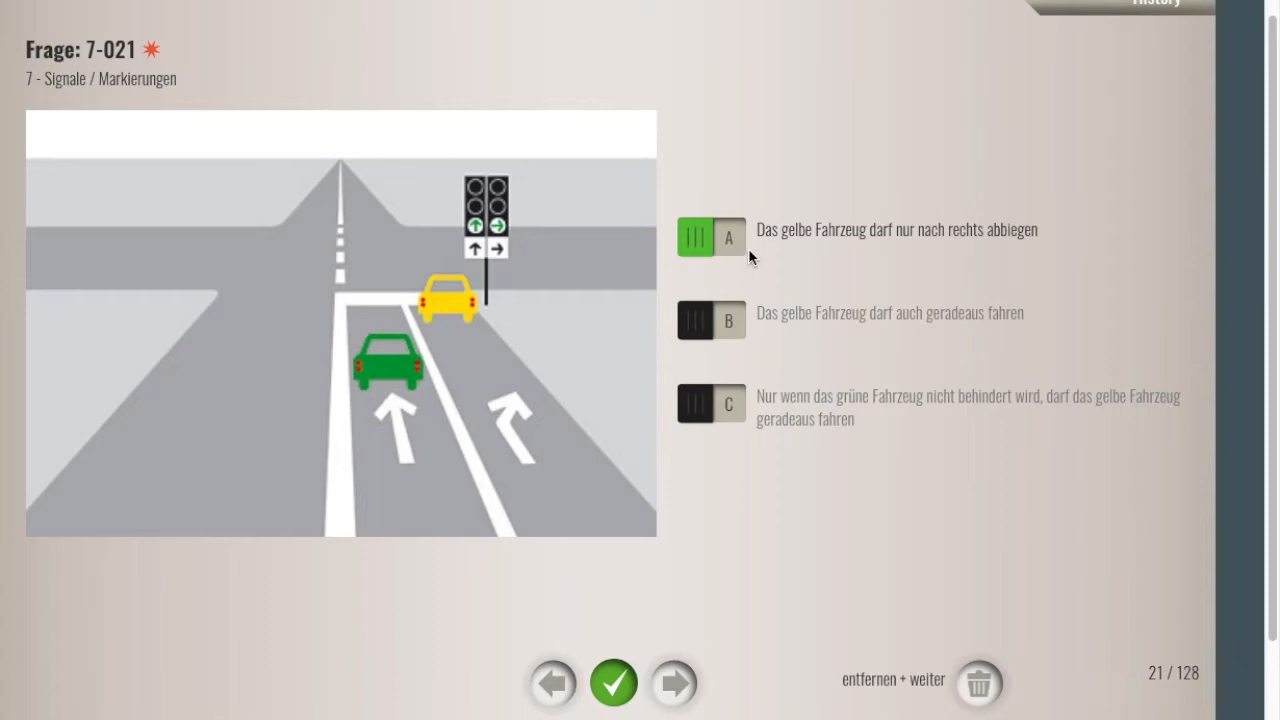 History
Frage: 7-021
7 - Signale / Markierungen
A Das gelbe Fahrzeug darf nur nach rechts abbiegen
B Das gelbe Fahrzeug darf auch geradeaus fahren
C Nur wenn das grüne Fahrzeug nicht behindert wird, darf das gelbe Fahrzeug
geradeaus fahren
entfernen + weiter
21 / 128